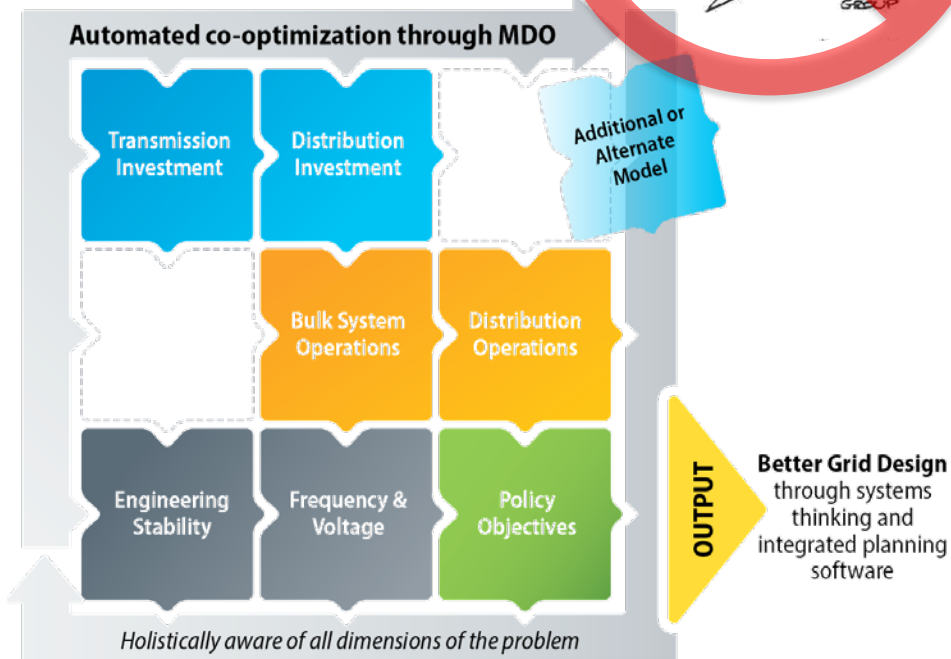 GROUP
Automated co-optimization through MDO
Transmission
Investment
Distribution
Investment
Additional or
Alternate
Model
Bulk System
Operations
Distribution
Operations
Engineering
Stability
Frequency &
Voltage
Policy
Objectives
OUTPUT
Better Grid Design
through systems
thinking and
integrated planning
software
Holistically aware of all dimensions of the problem